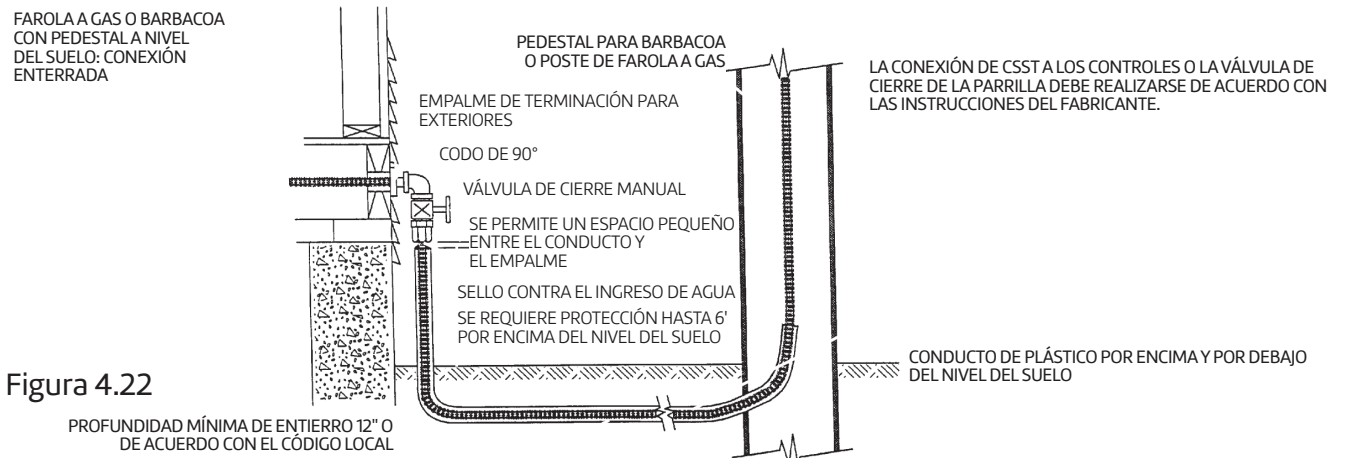 FAROLA A GAS O BARBACOA
CON PEDESTAL A NIVEL
DEL SUELO: CONEXIÓN
ENTERRADA
PEDESTAL PARA BARBACOA
O POSTE DE FAROLA A GAS
LA CONEXIÓN DE CSST A LOS CONTROLES O LA VÁLVULA DE
CIERRE DE LA PARRILLA DEBE REALIZARSE DE ACUERDO CON
LAS INSTRUCCIONES DEL FABRICANTE.
EMPALME DE TERMINACIÓN PARA
EXTERIORES
CODO DE 90°
VÁLVULA DE CIERRE MANUAL
SE PERMITE UN ESPACIO PEQUEÑO
ENTRE EL CONDUCTO Y
EL EMPALME
SELLO CONTRA EL INGRESO DE AGUA
SE REQUIERE PROTECCIÓN HASTA 6'
POR ENCIMA DEL NIVEL DEL SUELO
CONDUCTO DE PLÁSTICO POR ENCIMA Y POR DEBAJO
DEL NIVEL DEL SUELO
Figura 4.22
PROFUNDIDAD MÍNIMA DE ENTIERRO 12" O
DE ACUERDO CON EL CÓDIGO LOCAL